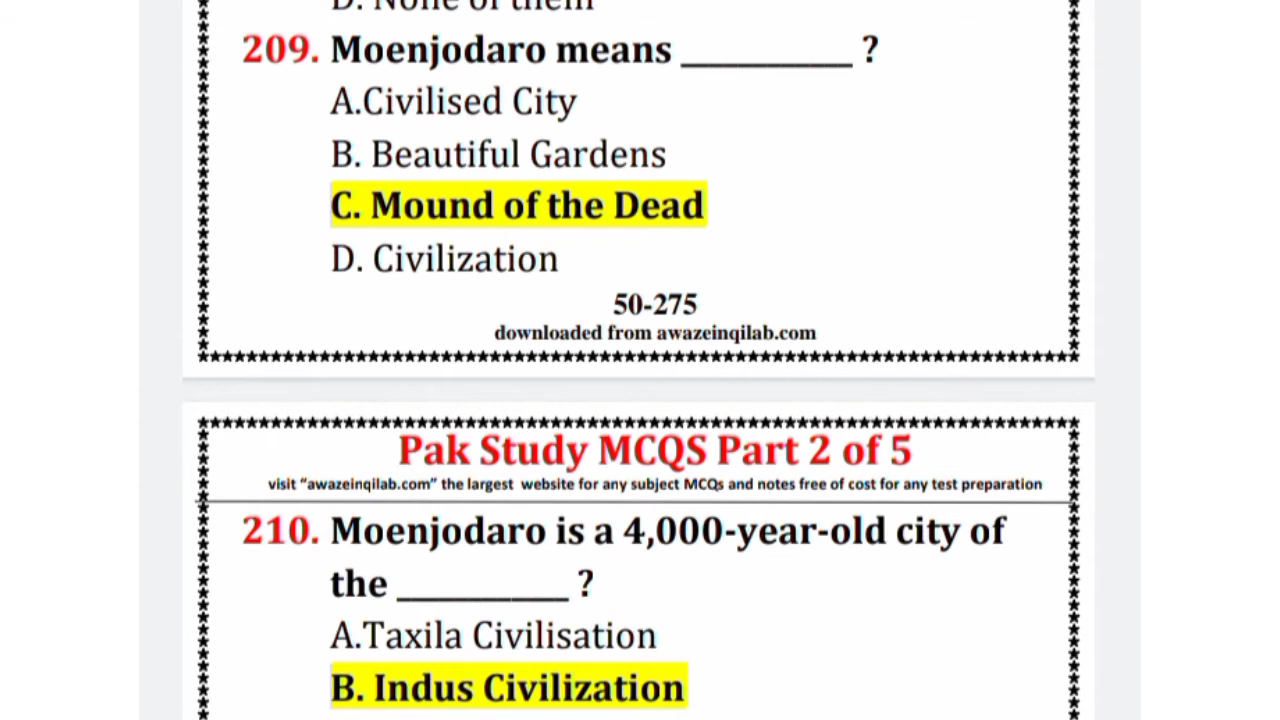 D. None of them
209. Moenjodaro means __________ ?
A.Civilised City
B. Beautiful Gardens
C. Mound of the Dead
D. Civilization
50-275
downloaded from awazeinqilab.com
Pak Study MCQS Part 2 of 5
visit “awazeinqilab.com” the largest website for any subject MCQs and notes free of cost for any test preparation
210. Moenjodaro is a 4,000-year-old city of
the __________ ?
A.Taxila Civilisation
B. Indus Civilization